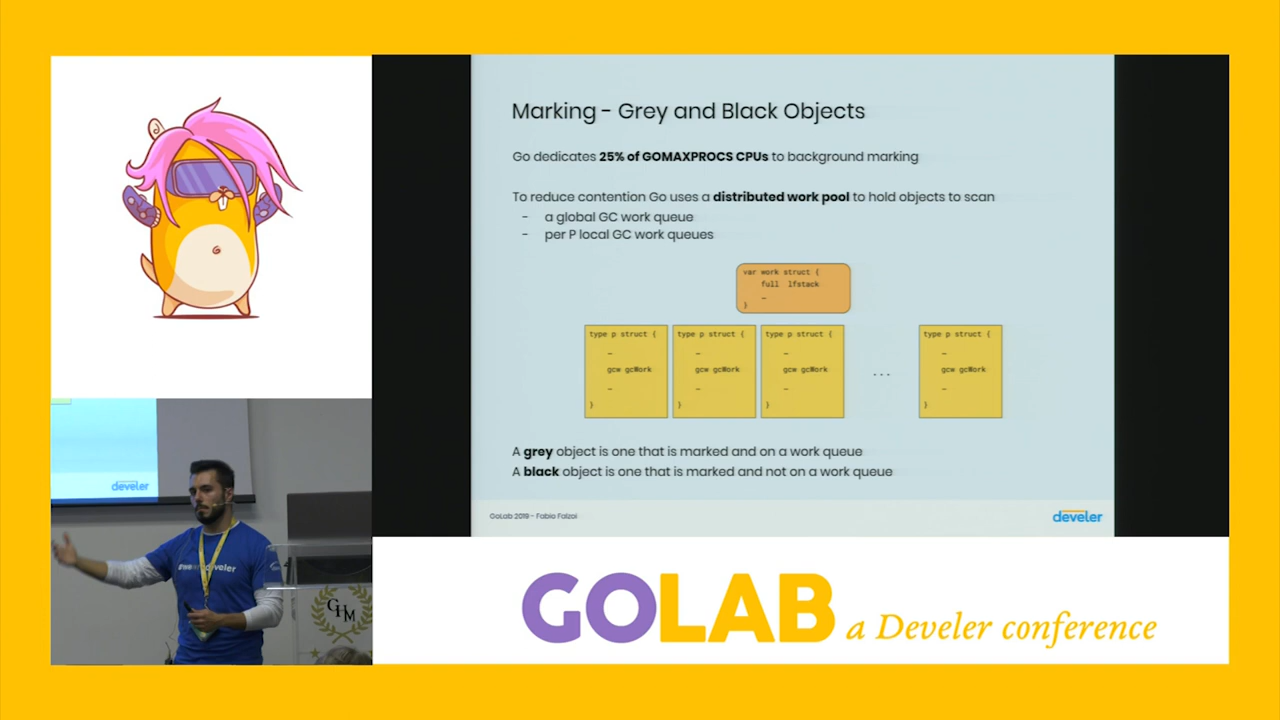 Marking - Grey and Black Objects
Go dedicates 25% of GOMAXPROCS CPUs to background marking
To reduce contention Go uses a distributed work pool to hold objects to scan
- a global GC work queue
- per P local GC work queues
var work struct {
full lfstack
…
}
type p struct {
…
gcw gcWork
…
}
type p struct {
…
gcw gcWork
…
}
type p struct {
…
gcw gcWork
…
}
...
type p struct {
…
gcw gcWork
…
}
A grey object is one that is marked and on a work queue
A black object is one that is marked and not on a work queue
GoLab 2019 - Fabio Falzoi
develer
develer
develer
GHM
GOLAB a Develer conference